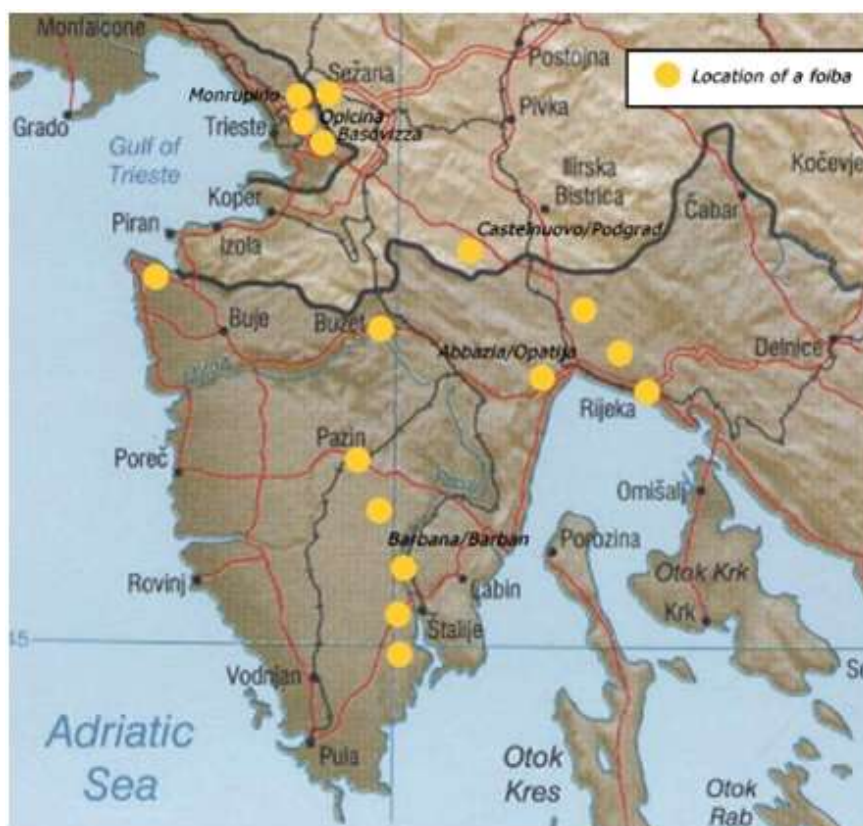 Monfalcone
Postojna
Location of a foiba
Sežana
Monrupino
Pivka
Grado
Trieste
Opicina
Basovizza
Gulf of
Trieste
Ilirska
Bistrica
Kočevje
Koper
Čabar
Piran
Izola
Castelnuovo/Podgrad
Buje
Buzet
Abbazia/Opatija
Delnice
Rijeka
Pazin
Poreč
Omišalj
Barbana/Barban
Porozina
Rovinj
Labin
Otok Krk
Krk
Štalije
45
Vodnjan
Se
Adriatic
Sea
Pula
Otok
Kres
Otok
Rab